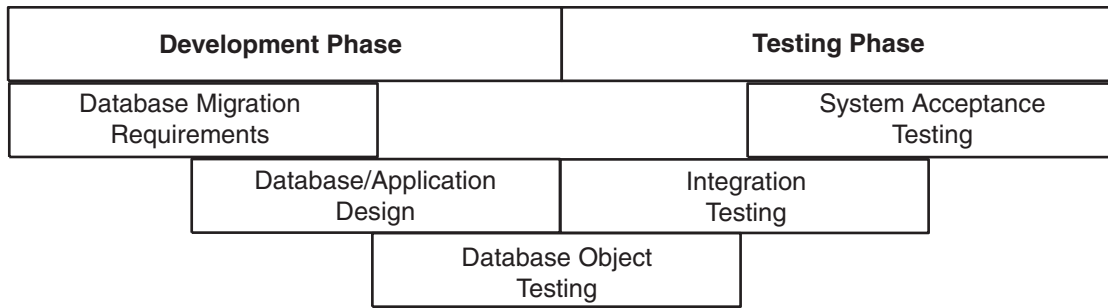 Development Phase
Testing Phase
Database Migration
Requirements
System Acceptance
Testing
Database/Application
Design
Integration
Testing
Database Object
Testing